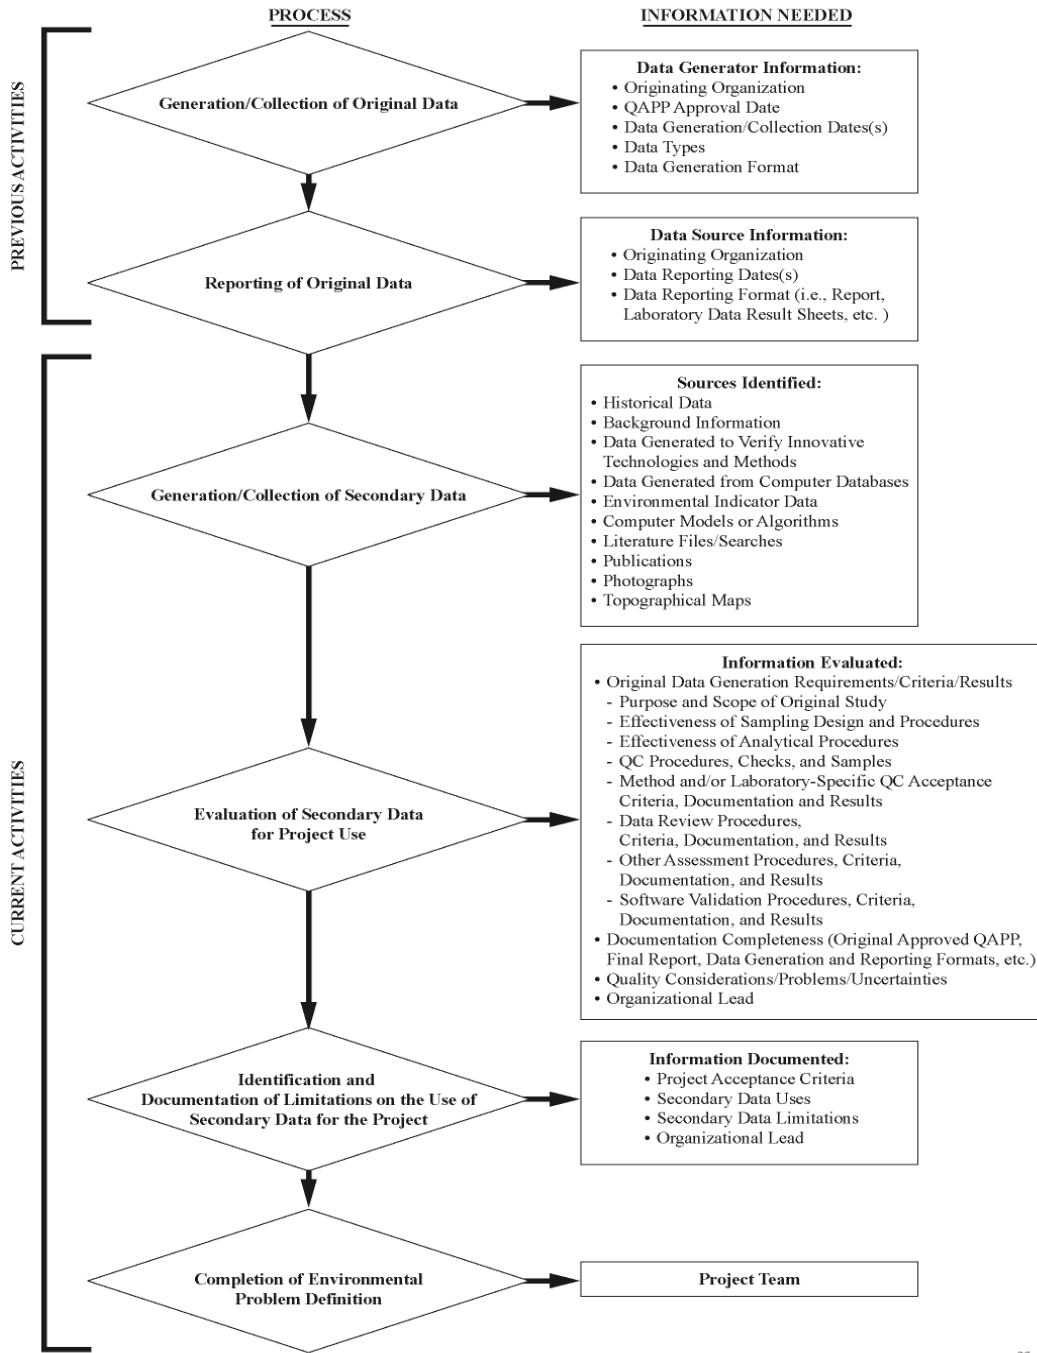 PROCESS
INFORMATION NEEDED
PREVIOUS ACTIVITIES
Generation/Collection of Original Data
Data Generator Information:
• Originating Organization
• QAPP Approval Date
• Data Generation/Collection Dates(s)
• Data Types
• Data Generation Format
Reporting of Original Data
Data Source Information:
• Originating Organization
• Data Reporting Dates(s)
• Data Reporting Format (i.e., Report,
Laboratory Data Result Sheets, etc. )
CURRENT ACTIVITIES
Generation/Collection of Secondary Data
Sources Identified:
• Historical Data
• Background Information
• Data Generated to Verify Innovative
Technologies and Methods
• Data Generated from Computer Databases
• Environmental Indicator Data
• Computer Models or Algorithms
• Literature Files/Searches
• Publications
• Photographs
• Topographical Maps
Evaluation of Secondary Data
for Project Use
Information Evaluated:
• Original Data Generation Requirements/Criteria/Results
- Purpose and Scope of Original Study
- Effectiveness of Sampling Design and Procedures
- Effectiveness of Analytical Procedures
- QC Procedures, Checks, and Samples
- Method and/or Laboratory-Specific QC Acceptance
Criteria, Documentation and Results
- Data Review Procedures,
Criteria, Documentation, and Results
- Other Assessment Procedures, Criteria,
Documentation, and Results
- Software Validation Procedures, Criteria,
Documentation, and Results
• Documentation Completeness (Original Approved QAPP,
Final Report, Data Generation and Reporting Formats, etc.)
• Quality Considerations/Problems/Uncertainties
• Organizational Lead
Identification and
Documentation of Limitations on the Use of
Secondary Data for the Project
Information Documented:
• Project Acceptance Criteria
• Secondary Data Uses
• Secondary Data Limitations
• Organizational Lead
Completion of Environmental
Problem Definition
Project Team